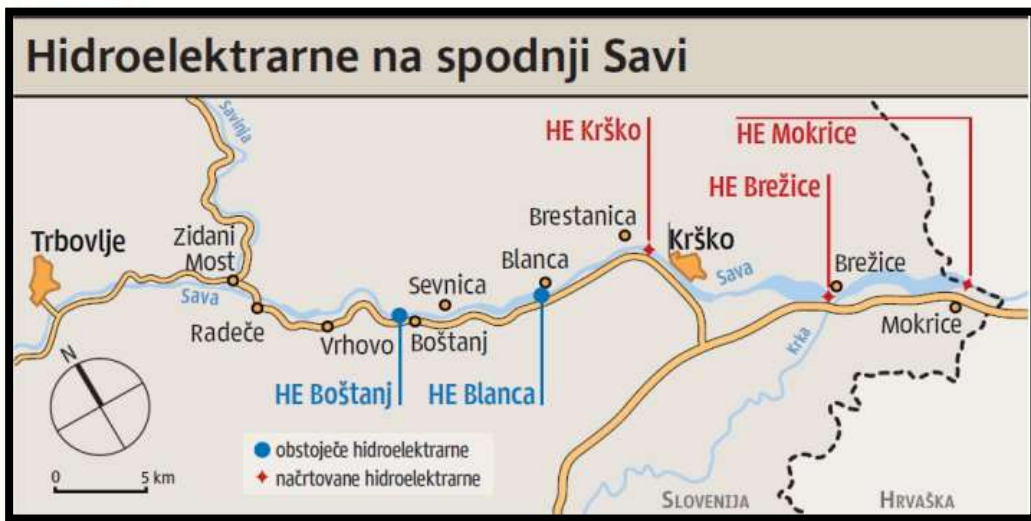 Hidroelektrarne na spodnji Savi
Savinja
HE Krško
HE Mokrice
HE Brežice
Brestanica
Trbovlje
Zidani
Most
Krško
Blanca
Sava
Brežice
Sevnica
Sava
Radeče
Vrhovo
Boštanj
Mokrice
Krka
N
HE Boštanj
HE Blanca
obstoječe hidroelektrarne
načrtovane hidroelektrarne
0 5 km
SLOVENIJA
HRVAŠKA